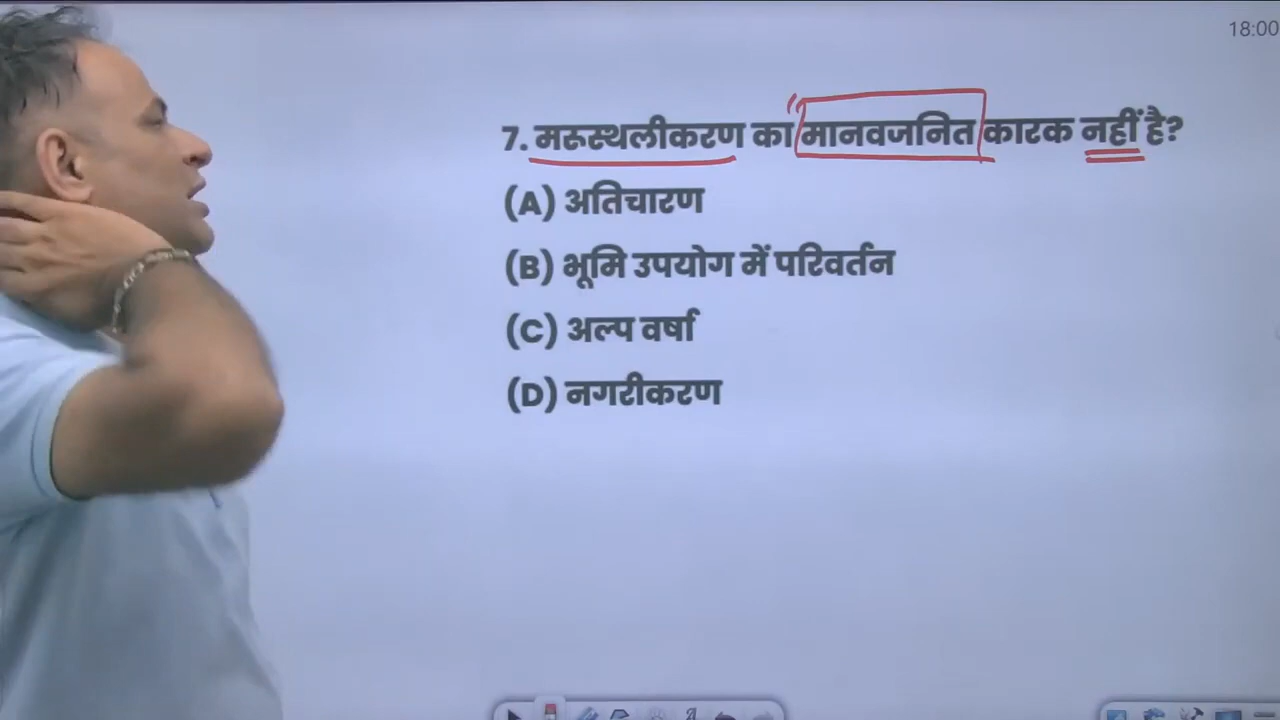 18:00
7. मरूस्थलीकरण का मानवजनित कारक नहीं है?
(A) अतिचारण
(B) भूमि उपयोग में परिवर्तन
(C) अल्प वर्षा
(D) नगरीकरण